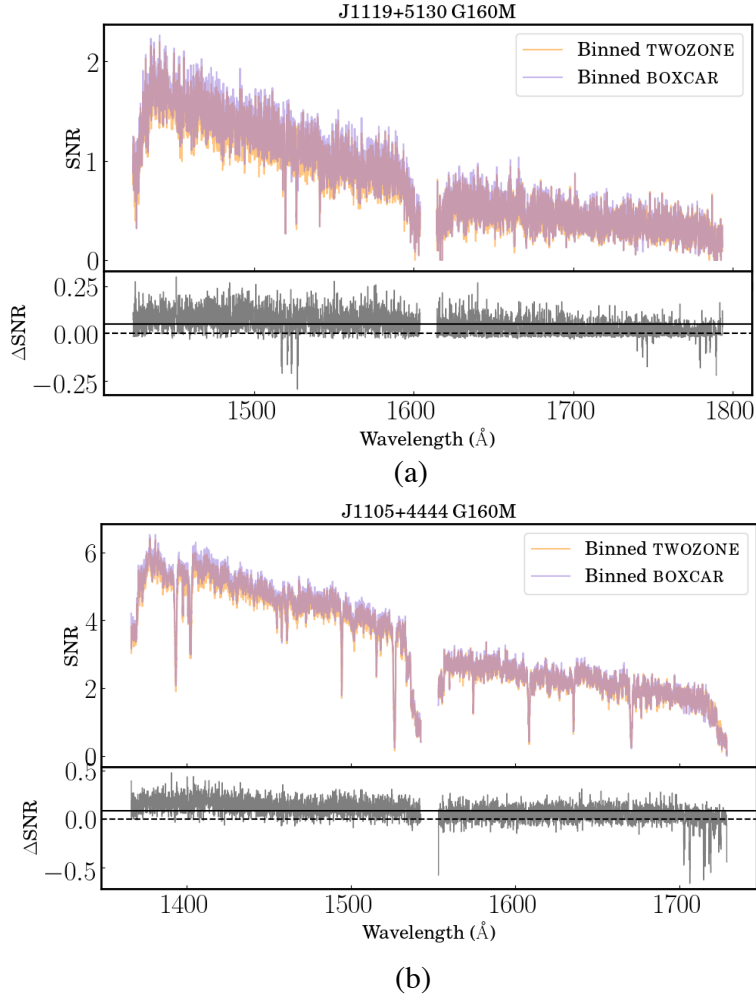 J1119+5130 G160M
Binned TWOZONE
Binned BOXCAR
SNR
2
1
0
ΔSNR
0.25
0.00
−0.25
1500
1600
1700
1800
Wavelength (Å)
(a)
J1105+4444 G160M
Binned TWOZONE
Binned BOXCAR
SNR
6
4
2
0
ΔSNR
0.5
0.0
−0.5
1400
1500
1600
1700
Wavelength (Å)
(b)